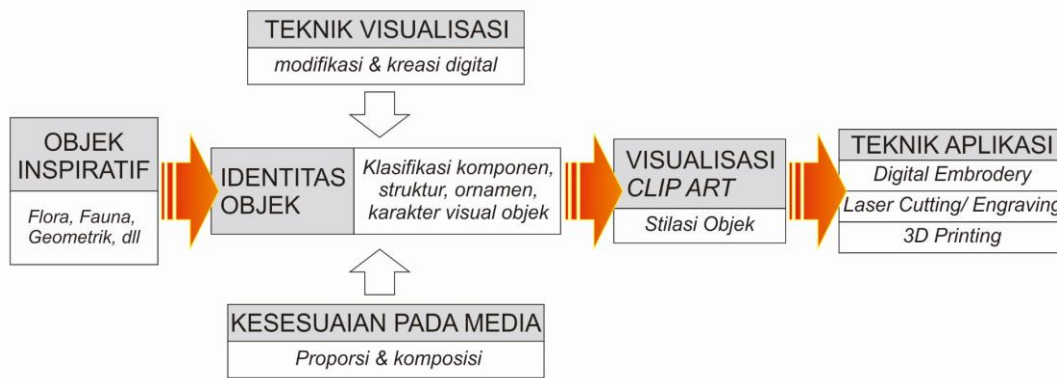 TEKNIK VISUALISASI
modifikasi & kreasi digital
OBJEK
INSPIRATIF
Flora, Fauna,
Geometrik, dll
IDENTITAS
OBJEK
Klasifikasi komponen,
struktur, ornamen,
karakter visual objek
VISUALISASI
CLIP ART
Stilasi Objek
TEKNIK APLIKASI
Digital Embrodery
Laser Cutting/ Engraving
3D Printing
KESESUAIAN PADA MEDIA
Proporsi & komposisi